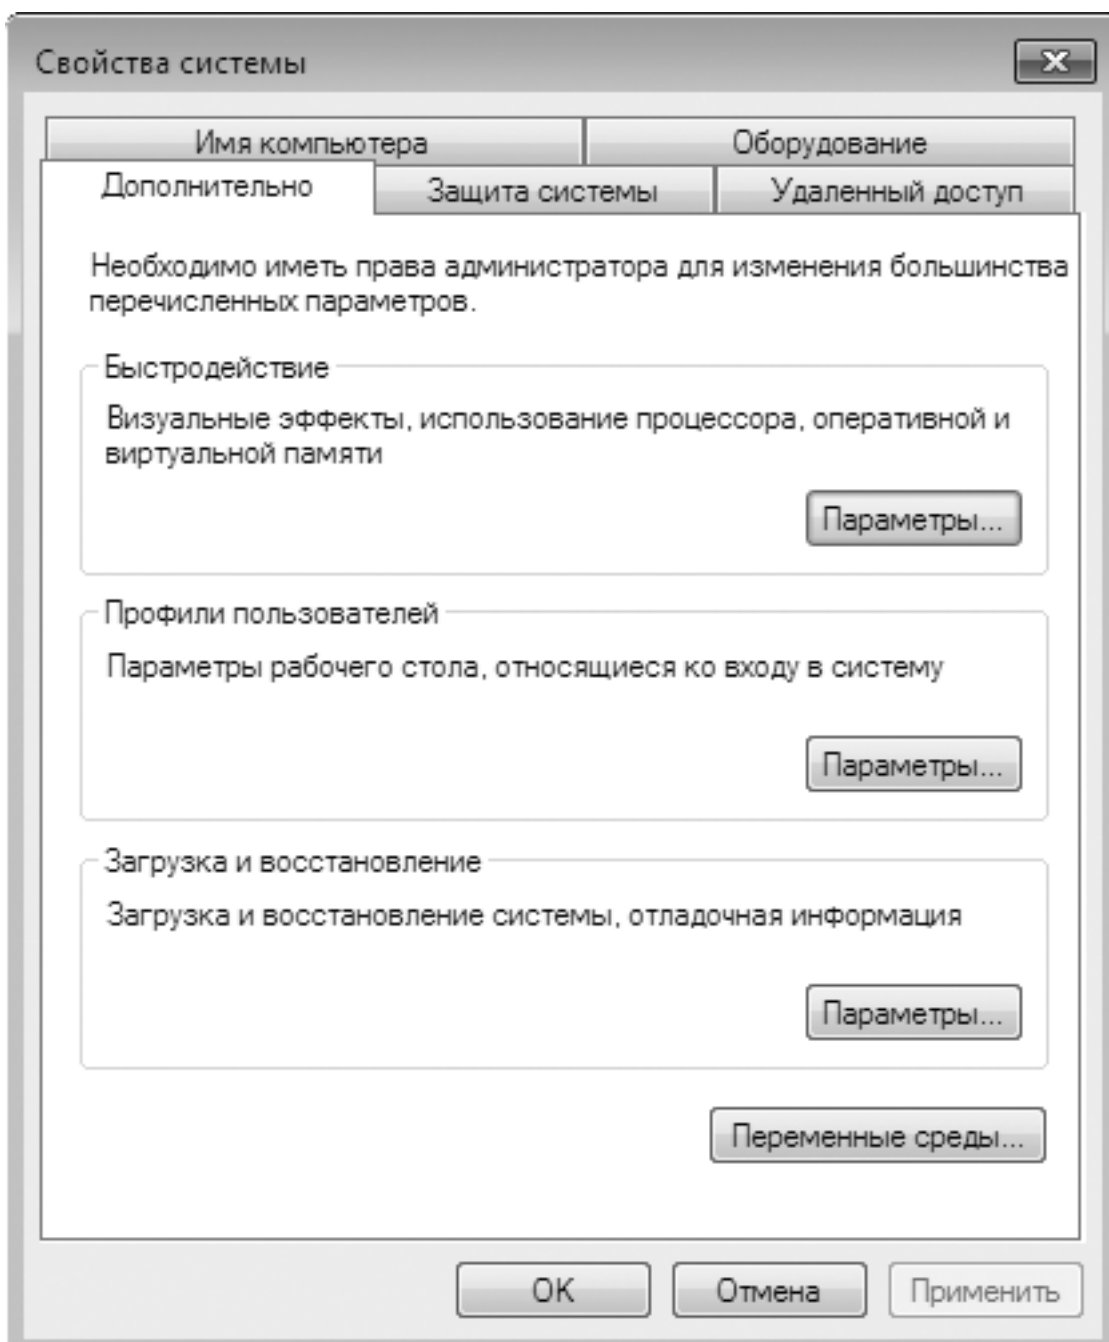 Свойства системы
Имя компьютера
Оборудование
Дополнительно
Защита системы
Удаленный доступ
Необходимо иметь права администратора для изменения большинства
перечисленных параметров.
Быстродействие
Визуальные эффекты, использование процессора, оперативной и
виртуальной памяти
Параметры...
Профили пользователей
Параметры рабочего стола, относящиеся ко входу в систему
Параметры...
Загрузка и восстановление
Загрузка и восстановление системы, отладочная информация
Параметры...
Переменные среды...
ОК
Отмена
Применить